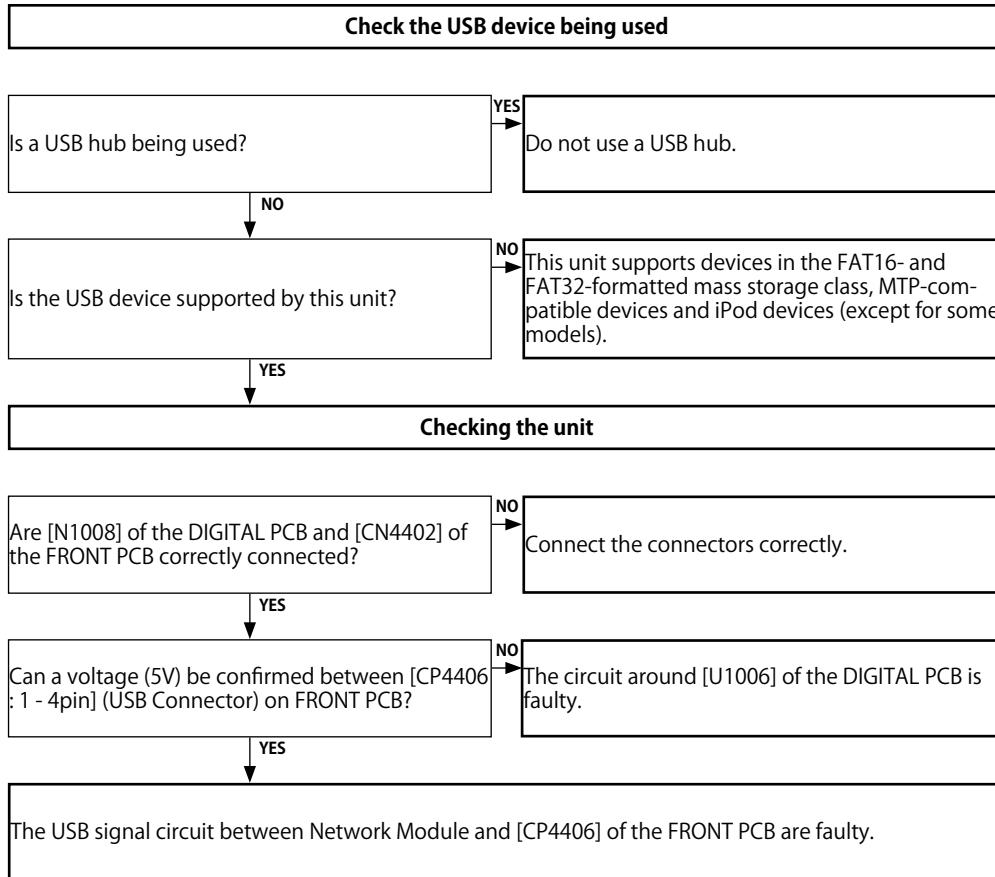 Check the USB device being used
Is a USB hub being used?
YES
Do not use a USB hub.
NO
Is the USB device supported by this unit?
NO
This unit supports devices in the FAT16- and
FAT32-formatted mass storage class, MTP-com-
patible devices and iPod devices (except for some
models).
YES
Checking the unit
Are [N1008] of the DIGITAL PCB and [CN4402] of
the FRONT PCB correctly connected?
NO
Connect the connectors correctly.
YES
Can a voltage (5V) be confirmed between [CP4406
: 1 - 4pin] (USB Connector) on FRONT PCB?
NO
The circuit around [U1006] of the DIGITAL PCB is
faulty.
YES
The USB signal circuit between Network Module and [CP4406] of the FRONT PCB are faulty.